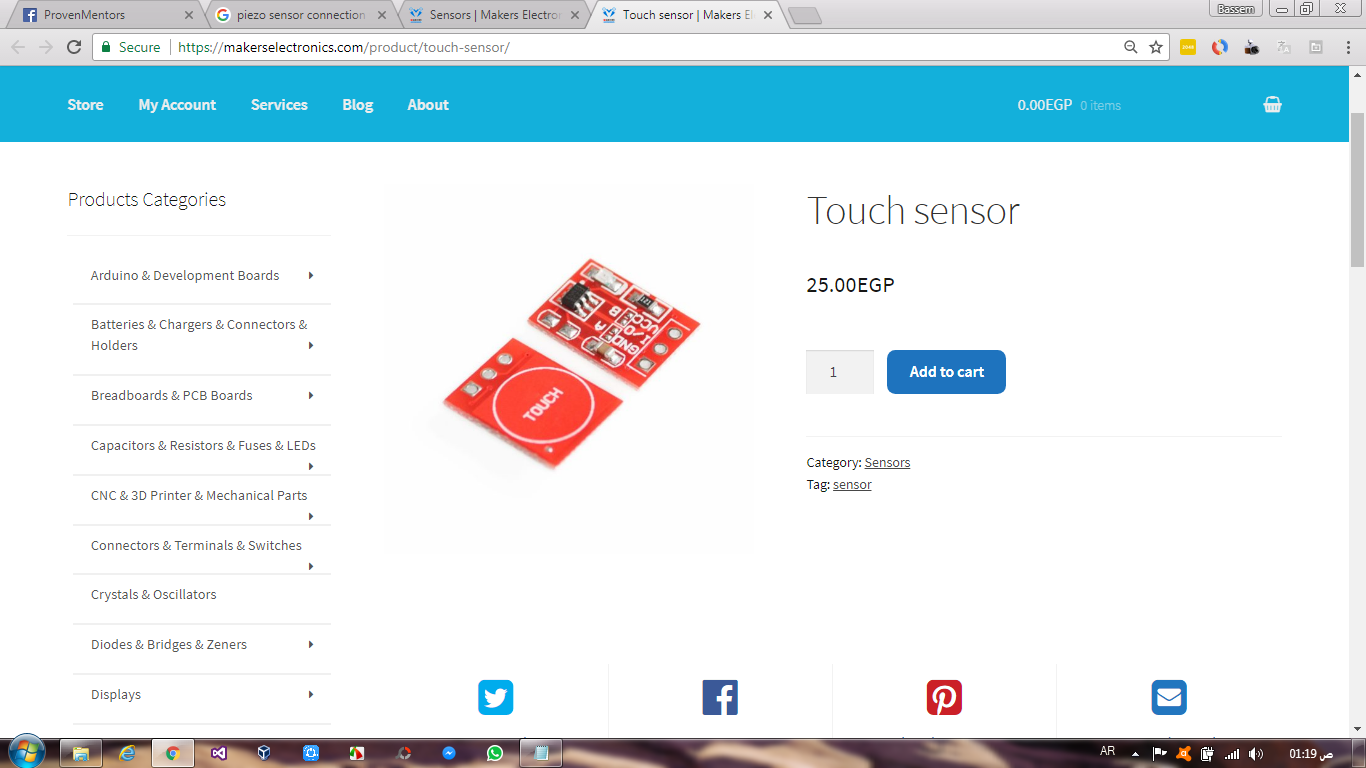 ProvenMentors
piezo sensor connection
Sensors | Makers Electron
Touch sensor | Makers El
Bassem
Secure
https://makerselectronics.com/product/touch-sensor/
Store
My Account
Services
Blog
About
0.00EGP 0 items
Products Categories
Arduino & Development Boards
Batteries & Chargers & Connectors &
Holders
Breadboards & PCB Boards
Capacitors & Resistors & Fuses & LEDs
CNC & 3D Printer & Mechanical Parts
Connectors & Terminals & Switches
Crystals & Oscillators
Diodes & Bridges & Zeners
Displays
TOUCH
B
A
VCC
I/O
GND
Touch sensor
25.00EGP
1
Add to cart
Category: Sensors
Tag: sensor
AR
01:19 ص